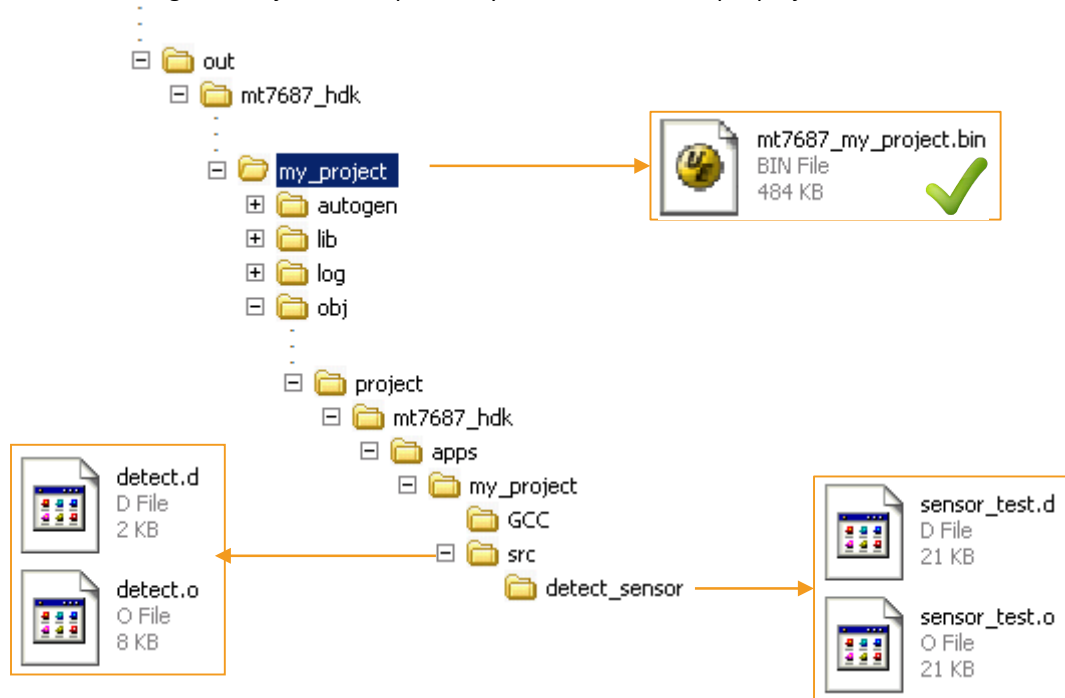 out
mt7687_hdk
my_project
mt7687_my_project.bin
BIN File
484 KB
autogen
lib
log
obj
project
mt7687_hdk
apps
my_project
GCC
src
detect_sensor
detect.d
D File
2 KB
detect.o
O File
8 KB
sensor_test.d
D File
21 KB
sensor_test.o
O File
21 KB